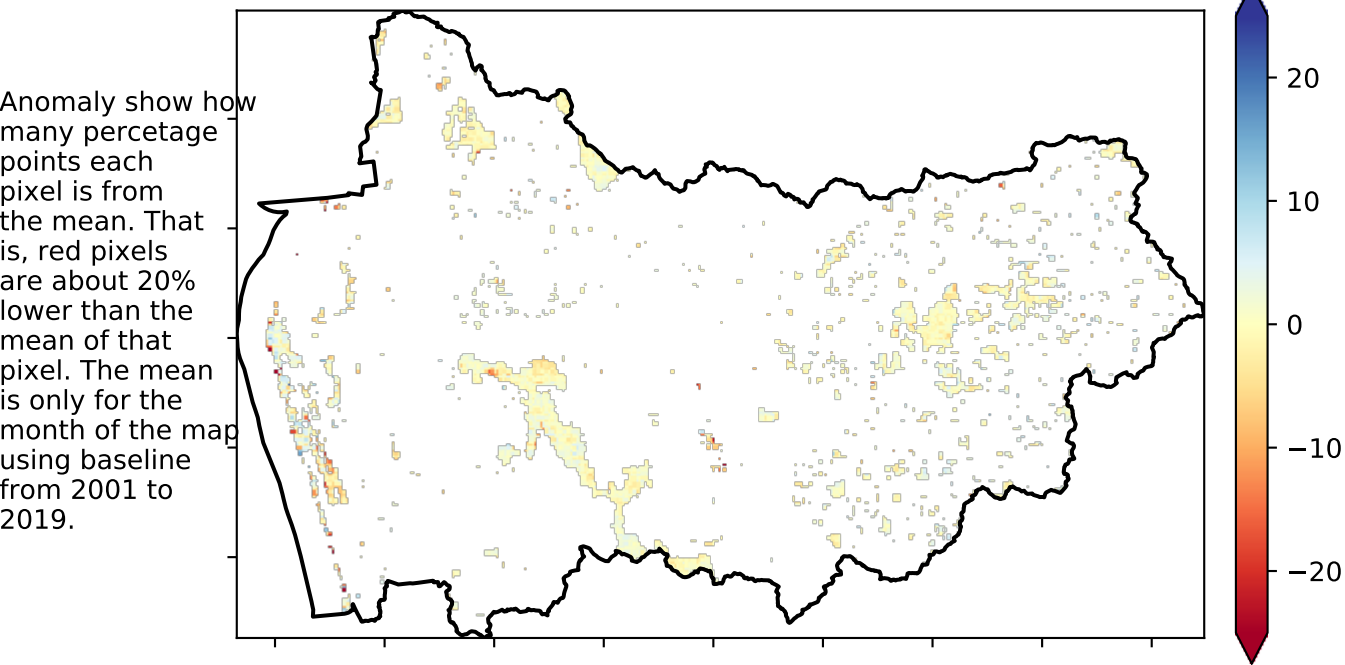 Anomaly show how
many percetage
points each
pixel is from
the mean. That
is, red pixels
are about 20%
lower than the
mean of that
pixel. The mean
is only for the
month of the map
using baseline
from 2001 to
2019.
20
10
0
−10
−20